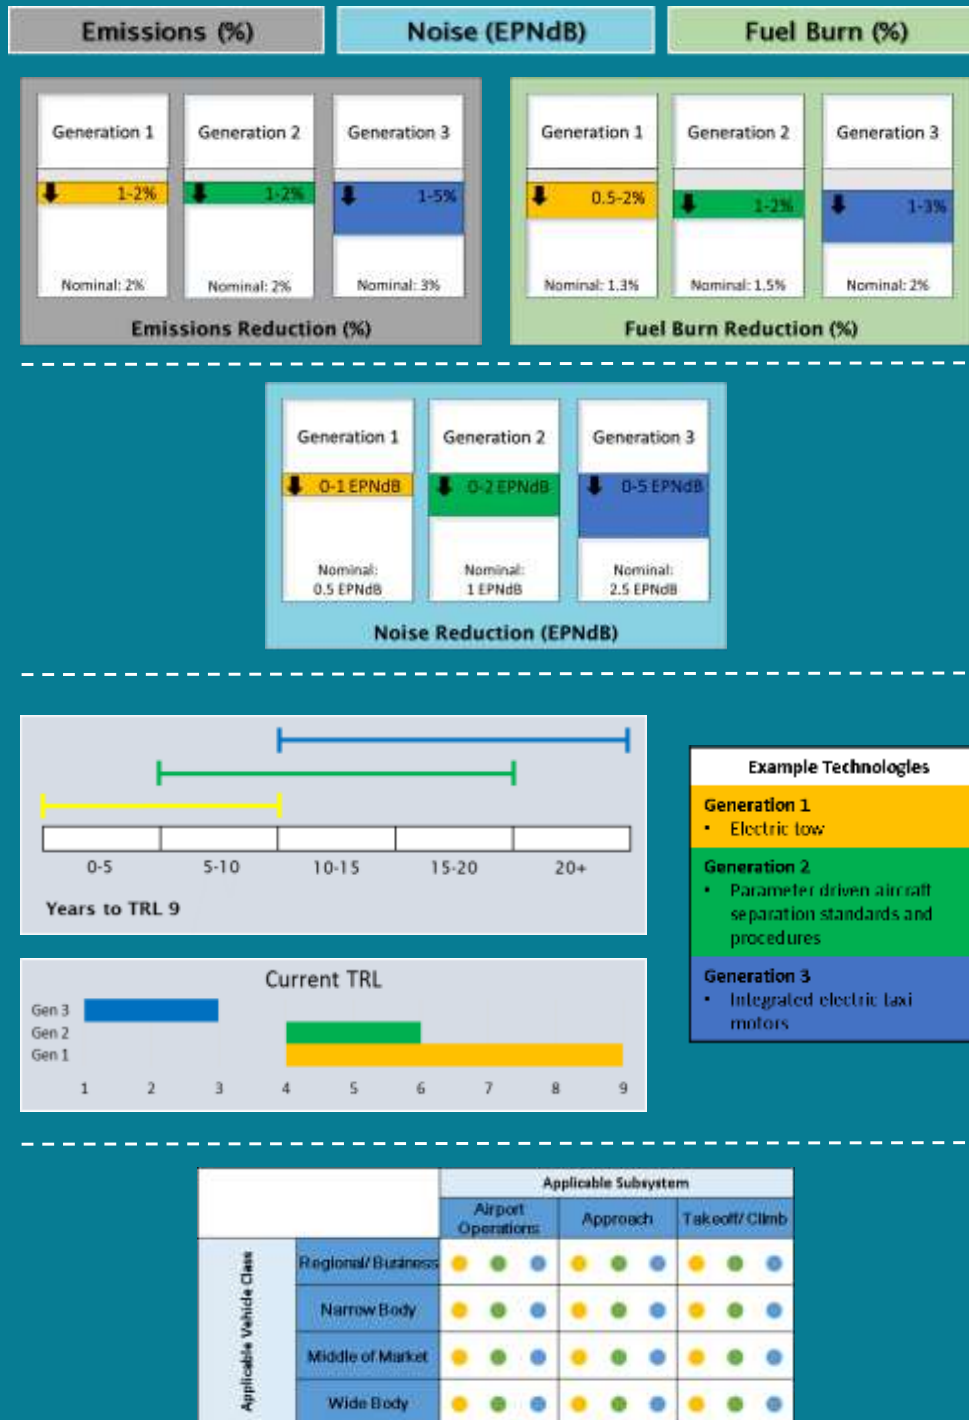 Emissions (%)
Noise (EPNdB)
Fuel Burn (%)
Generation 1
1-2%
Nominal: 2%
Generation 2
1-2%
Nominal: 2%
Generation 3
1-5%
Nominal: 3%
Emissions Reduction (%)
Generation 1
0.5-2%
Nominal: 1.3%
Generation 2
1-2%
Nominal: 1.5%
Generation 3
1-3%
Nominal: 2%
Fuel Burn Reduction (%)
Generation 1
0-1 EPNdB
Nominal:
0.5 EPNdB
Generation 2
0-2 EPNdB
Nominal:
1 EPNdB
Generation 3
0-5 EPNdB
Nominal:
2.5 EPNdB
Noise Reduction (EPNdB)
0-5 5-10 10-15 15-20 20+
Years to TRL 9
Example Technologies
Generation 1
• Electric tow
Generation 2
• Parameter driven aircraft
separation standards and
procedures
Generation 3
• Integrated electric taxi
motors
Current TRL
Gen 3
Gen 2
Gen 1
1 2 3 4 5 6 7 8 9
Applicable Subsystem
Airport
Operations
Approach
Takeoff/ Climb
Applicable Vehicle Class
Regional/ Business
Narrow Body
Middle of Market
Wide Body